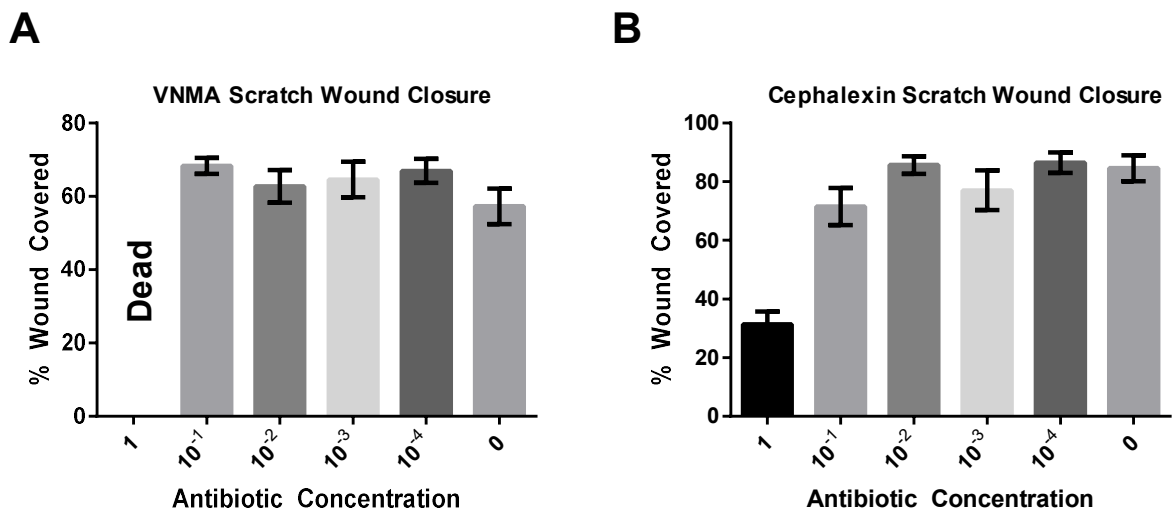 A
VNMA Scratch Wound Closure
80
60
40
20
0
% Wound Covered
Dead
1
10⁻¹
10⁻²
10⁻³
10⁻⁴
0
Antibiotic Concentration
B
Cephalexin Scratch Wound Closure
100
80
60
40
20
0
% Wound Covered
1
10⁻¹
10⁻²
10⁻³
10⁻⁴
0
Antibiotic Concentration